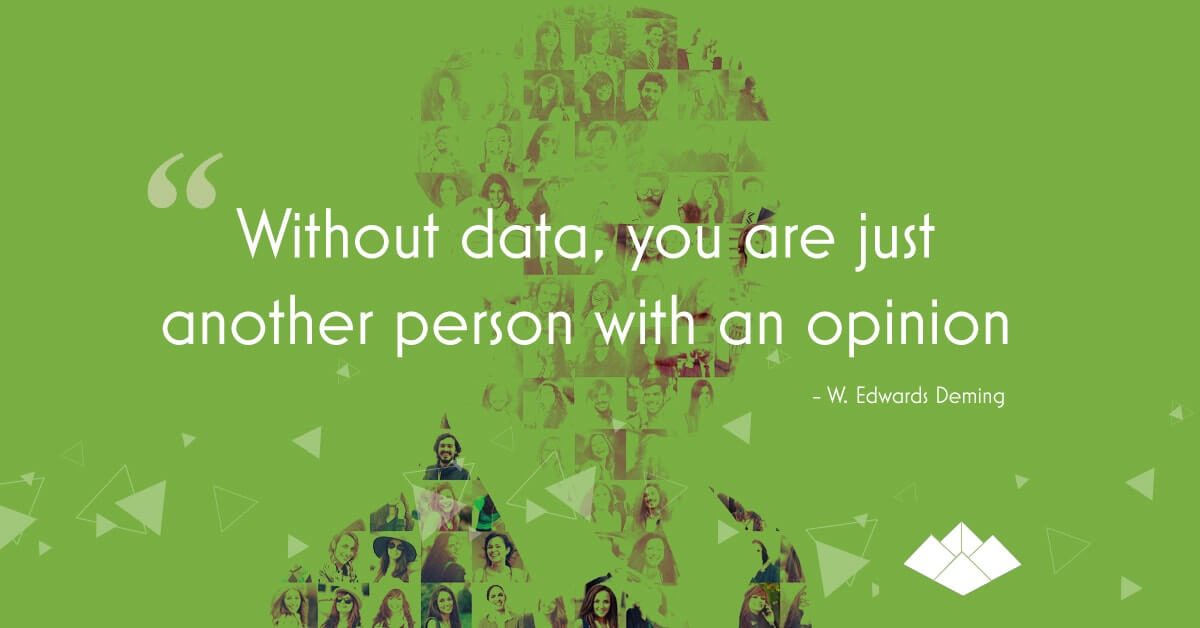 “Without data, you are just
another person with an opinion
- W. Edwards Deming